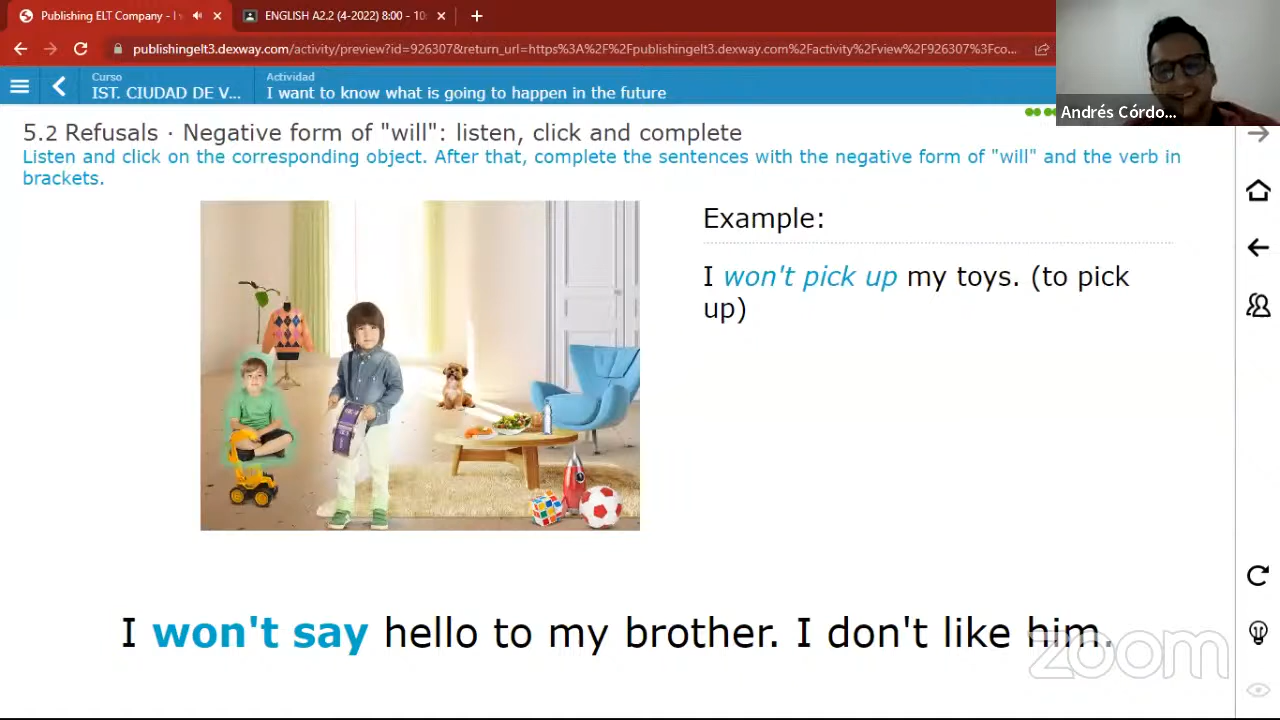 Publishing ELT Company - I
ENGLISH A2.2 (4-2022) 8:00 - 10
publishingelt3.dexway.com/activity/preview?id=926307&return_url=https%3A%2F%2Fpublishingelt3.dexway.com%2Factivity%2Fview%2F926307%3Fco...
Curso
IST. CIUDAD DE V...
Actividad
I want to know what is going to happen in the future
Andrés Córdo...
5.2 Refusals · Negative form of "will": listen, click and complete
Listen and click on the corresponding object. After that, complete the sentences with the negative form of "will" and the verb in
brackets.
Example:
I won't pick up my toys. (to pick
up)
I won't say hello to my brother. I don't like him.
zoom